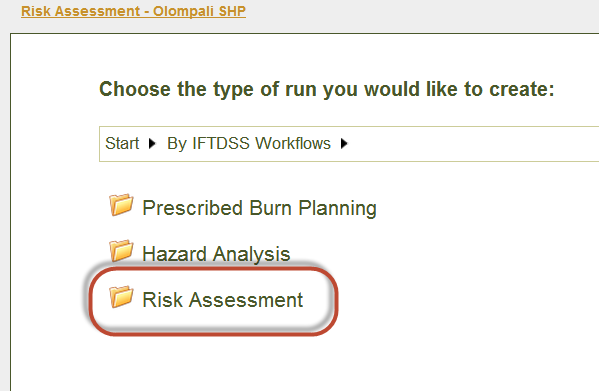 Risk Assessment - Olompali SHP
Choose the type of run you would like to create:
Start By IFTDSS Workflows
Prescribed Burn Planning
Hazard Analysis
Risk Assessment